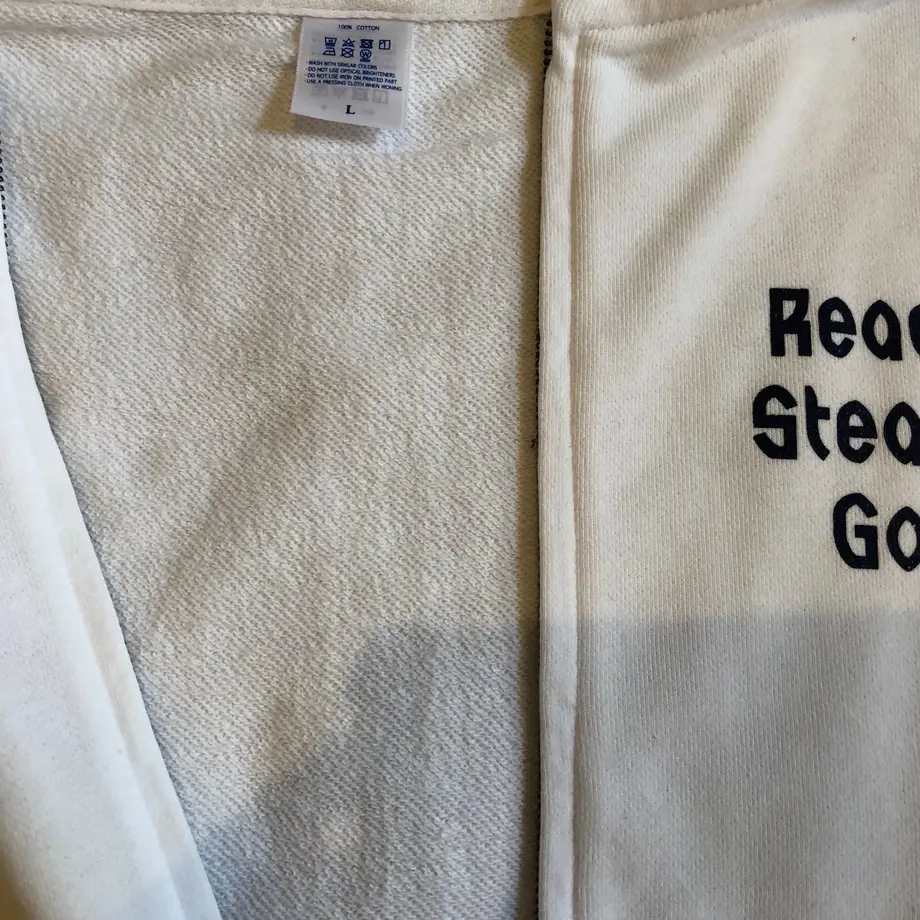 100% COTTON
· WASH WITH SIMILAR COLORS
· DO NOT USE OPTICAL BRIGHTENERS
· DO NOT USE IRON ON PRINTED PART
· USE A PRESSING CLOTH WHEN IRONING
L
Read
Stea
Go